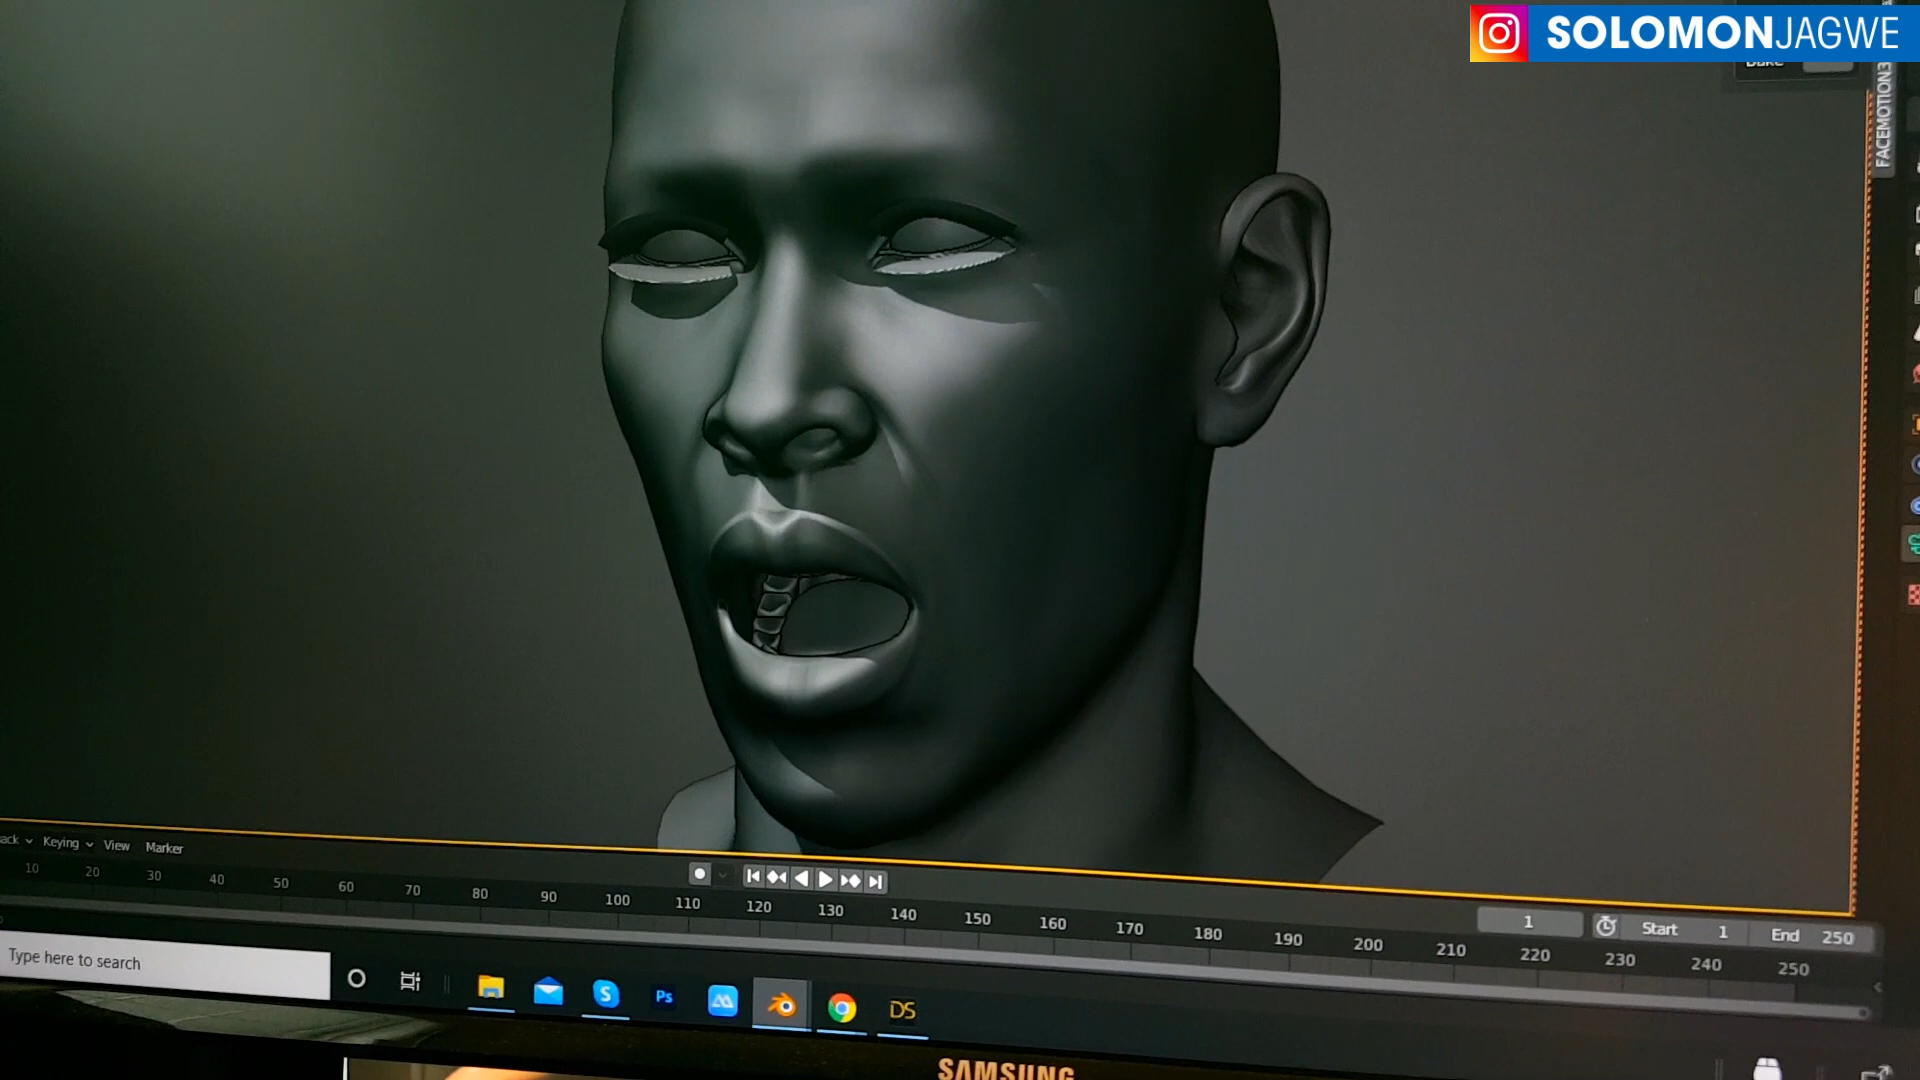 SOLOMONJAGWE
FACEMOTION3
Keying
View
Marker
10 20 30 40 50 60 70 80 90 100 110 120 130 140 150 160 170 180 190 200 210 220 230 240 250
1
Start 1
End 250
Type here to search
S
Ps
DS
SAMSUNG